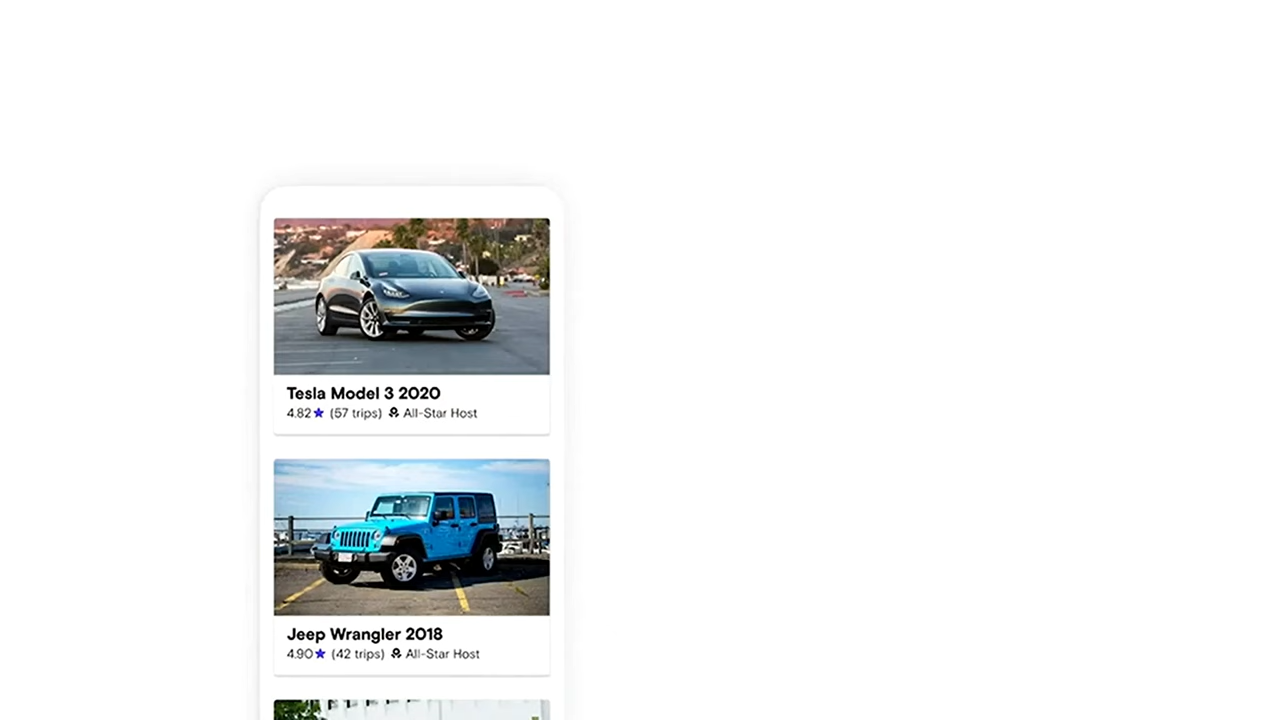 Tesla Model 3 2020
4.82★ (57 trips) All-Star Host
Jeep Wrangler 2018
4.90★ (42 trips) All-Star Host